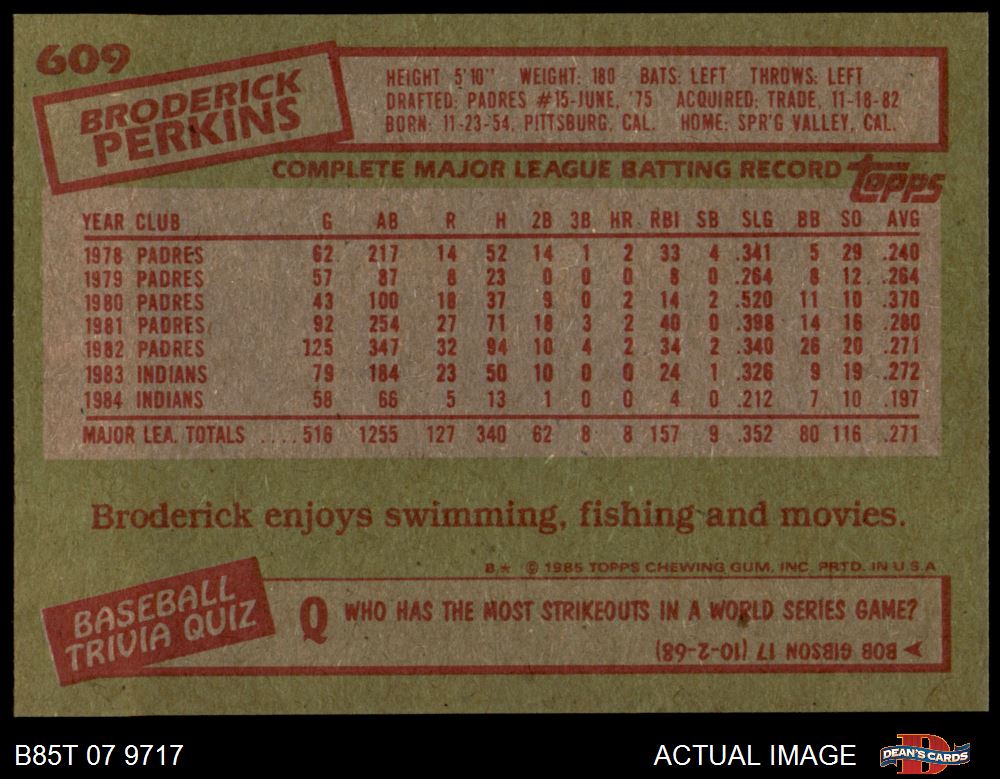 609
BRODERICK
PERKINS
HEIGHT 5'10" WEIGHT: 180 BATS: LEFT THROWS: LEFT
DRAFTED: PADRES #15-JUNE, '75 ACQUIRED: TRADE, 11-18-82
BORN: 11-23-54, PITTSBURG, CAL. HOME: SPR'G VALLEY, CAL.
COMPLETE MAJOR LEAGUE BATTING RECORD topps
YEAR CLUB G AB R H 2B 3B HR RBI SB SLG BB SO AVG
1978 PADRES 62 217 14 52 14 1 2 33 4 .341 5 29 .240
1979 PADRES 57 87 8 23 0 0 0 8 0 .264 8 12 .264
1980 PADRES 43 100 18 37 9 0 2 14 2 .520 11 10 .370
1981 PADRES 92 254 27 71 18 3 2 40 0 .398 14 16 .280
1982 PADRES 125 347 32 94 10 4 2 34 2 .340 26 20 .271
1983 INDIANS 79 184 23 50 10 0 0 24 1 .326 9 19 .272
1984 INDIANS 58 66 5 13 1 0 0 4 0 .212 7 10 .197
MAJOR LEA. TOTALS .... 516 1255 127 340 62 8 8 157 9 .352 80 116 .271
Broderick enjoys swimming, fishing and movies.
B* © 1985 TOPPS CHEWING GUM, INC. PRTD. IN U.S.A
BASEBALL
TRIVIA QUIZ
Q WHO HAS THE MOST STRIKEOUTS IN A WORLD SERIES GAME?
BOB GIBSON 17 (10-2-68)
B85T 07 9717
ACTUAL IMAGE
D
DEAN'S CARDS